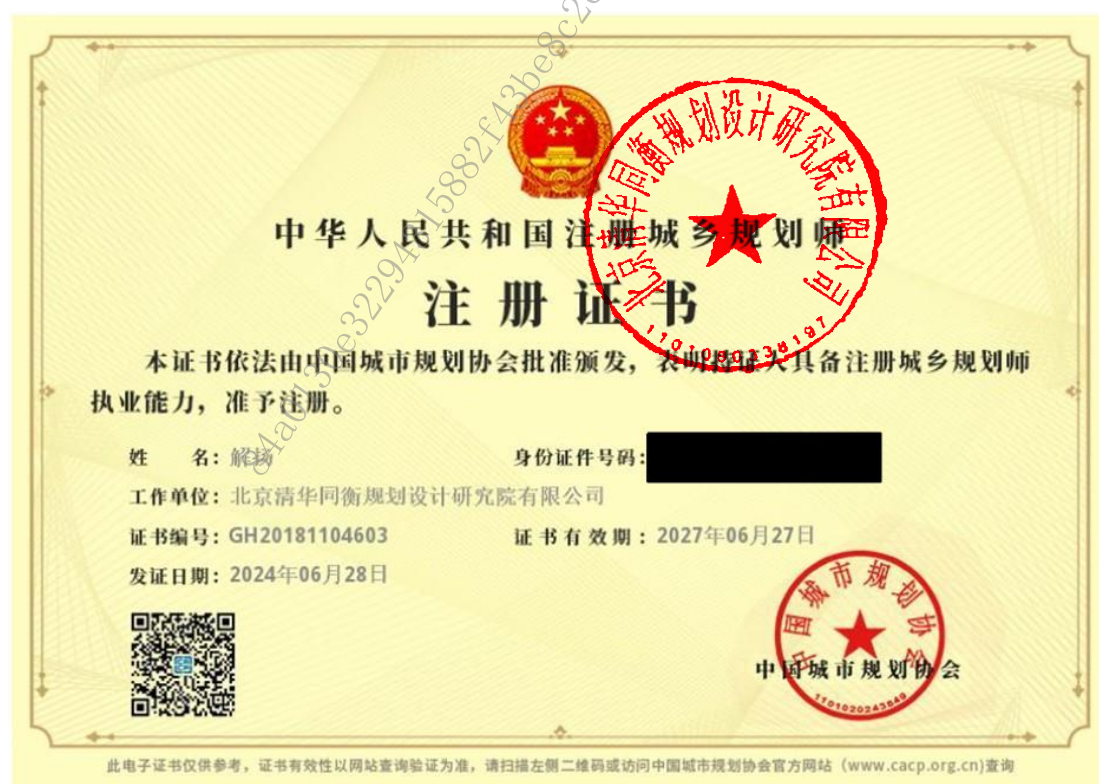 北京清华同衡规划设计研究院有限公司
中华人民共和国注册城乡规划师
注册证书
本证书依法由中国城市规划协会批准颁发，表明持证人具备注册城乡规划师
执业能力，准予注册。
姓 名：解扬 身份证件号码：
工作单位：北京清华同衡规划设计研究院有限公司
证书编号：GH20181104603 证书有效期：2027年06月27日
发证日期：2024年06月28日
中国城市规划协会
中国城市规划协会
1101020243849
此电子证书仅供参考，证书有效性以网站查询验证为准，请扫描左侧二维码或访问中国城市规划协会官方网站（www.cacp.org.cn)查询